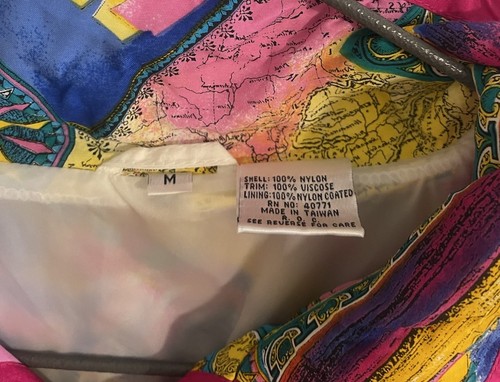 M
SHELL: 100% NYLON
TRIM: 100% VISCOSE
LINING: 100% NYLON COATED
RN NO: 40771
MADE IN TAIWAN
R.O.C.
SEE REVERSE FOR CARE